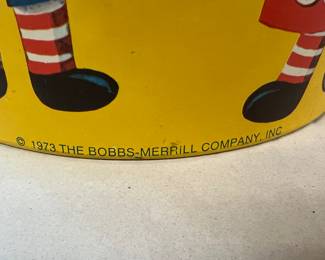 © 1973 THE BOBBS-MERRILL COMPANY, INC